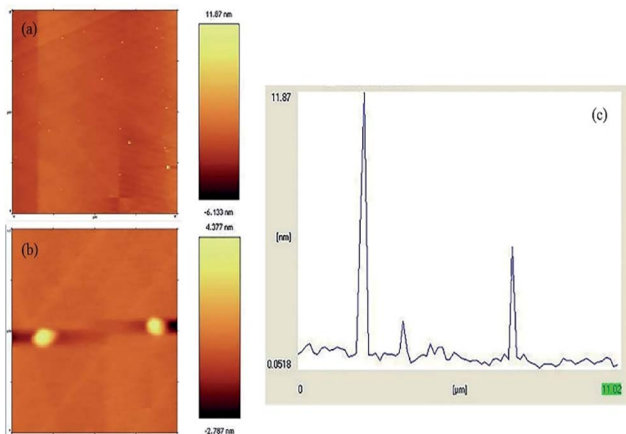 (a)
11.87 nm
-6.133 nm
(b)
4.377 nm
-2.787 nm
(c)
11.87
[nm]
0.0518
0
[µm]
11.02